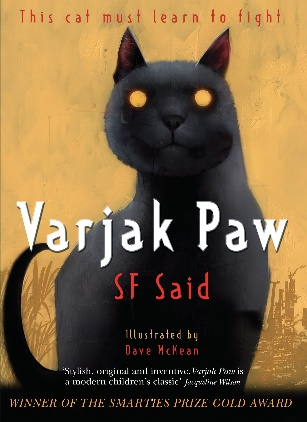 This cat must learn to fight
Varjak Paw
SF Said
Illustrated by
Dave McKean
'Stylish, original and inventive, Varjak Paw is
a modern children's classic' Jacqueline Wilson
WINNER OF THE SMARTIES PRIZE GOLD AWARD